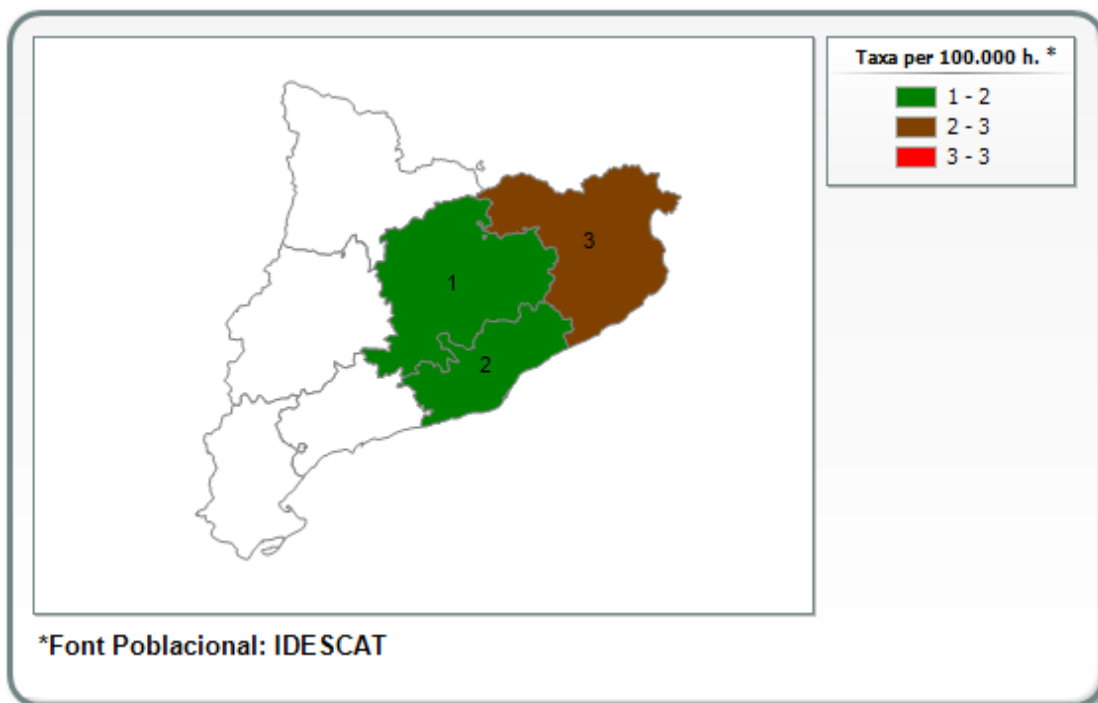 Taxa per 100.000 h. *
1 - 2
2 - 3
3 - 3
3
1
2
*Font Poblacional: IDESCAT